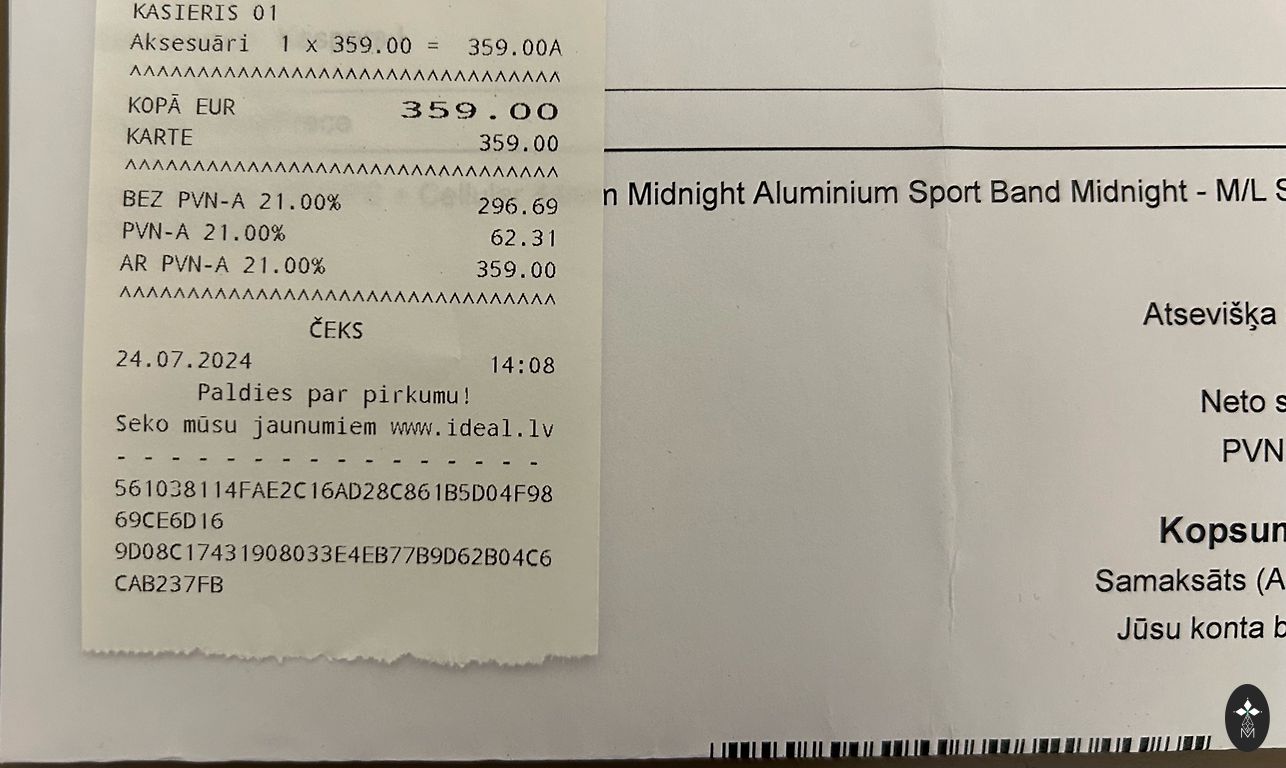 KASIERIS 01
Aksesuāri 1 x 359.00 = 359.00A
^^^^^^^^^^^^^^^^^^^^^^^^^^^^^^^^
KOPĀ EUR 359.00
KARTE 359.00
^^^^^^^^^^^^^^^^^^^^^^^^^^^^^^^^
BEZ PVN-A 21.00% 296.69
PVN-A 21.00% 62.31
AR PVN-A 21.00% 359.00
^^^^^^^^^^^^^^^^^^^^^^^^^^^^^^^^
ČEKS
24.07.2024 14:08
Paldies par pirkumu!
Seko mūsu jaunumiem www.ideal.lv
- - - - - - - - - - - - - - - -
561038114FAE2C16AD28C861B5D04F98
69CE6D16
9D08C17431908033E4EB77B9D62B04C6
CAB237FB
Midnight Aluminium Sport Band Midnight - M/L S
Atsevišķa
Neto s
PVN
Kopsum
Samaksāts (A
Jūsu konta b